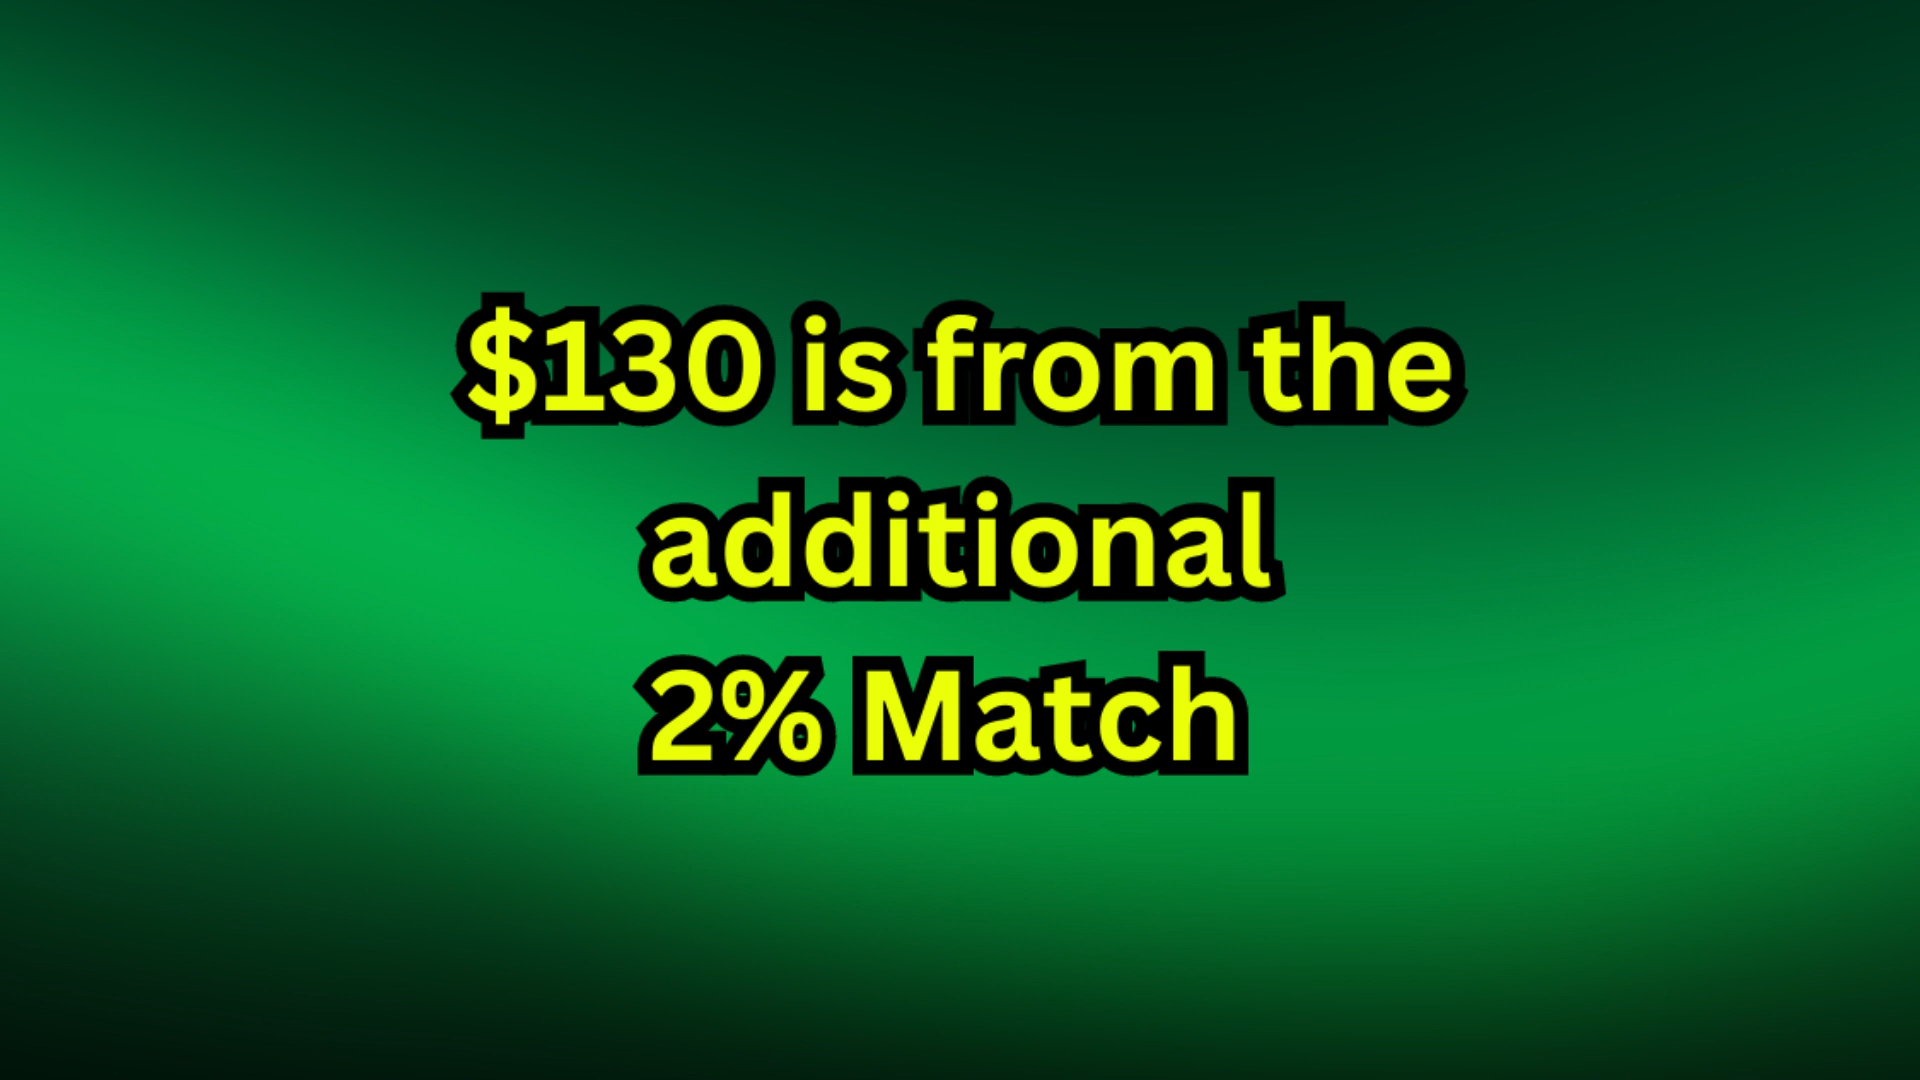 $130 is from the
additional
2% Match